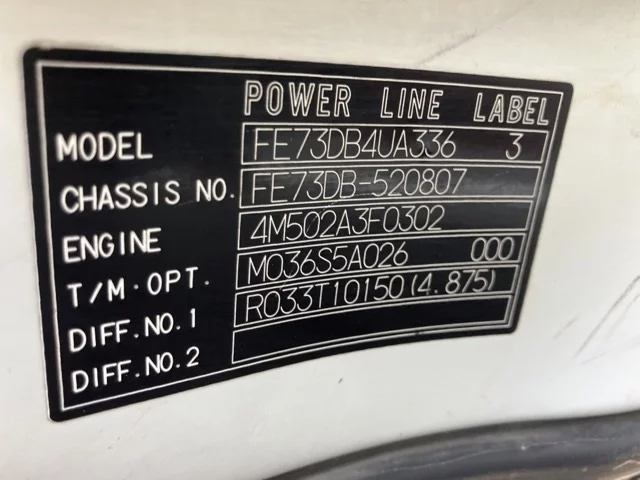 POWER LINE LABEL
MODEL FE73DB4UA336 3
CHASSIS NO. FE73DB-520807
ENGINE 4M502A3F0302
T/M·OPT. M036S5A026 000
DIFF.NO.1 R033T10150(4.875)
DIFF.NO.2